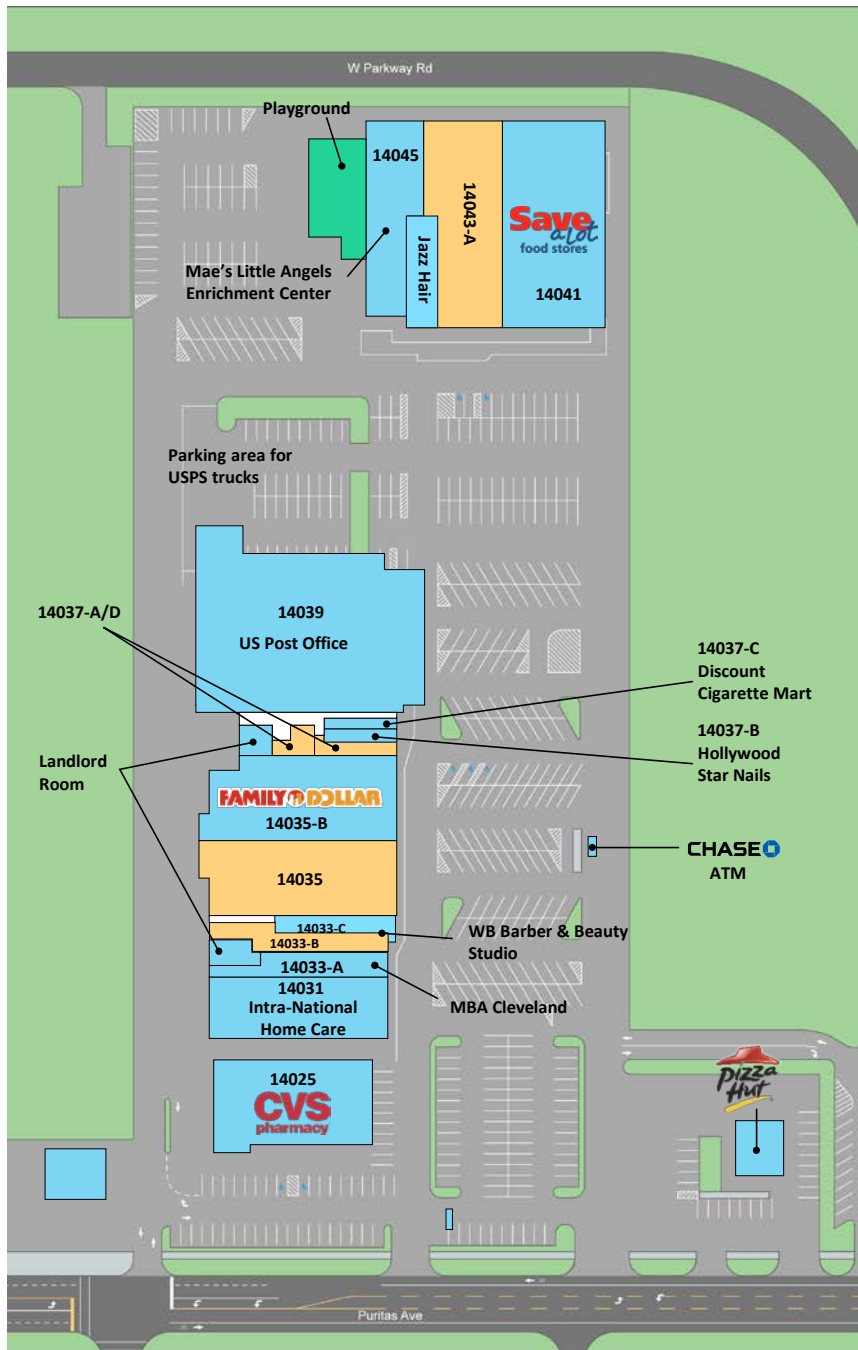 W Parkway Rd
Playground
14045
14043-A
Save
a Lot
food stores
14041
Jazz Hair
Mae's Little Angels
Enrichment Center
Parking area for
USPS trucks
14039
US Post Office
14037-A/D
14037-C
Discount
Cigarette Mart
14037-B
Hollywood
Star Nails
Landlord
Room
FAMILY DOLLAR
14035-B
CHASE
ATM
14035
14033-C
14033-B
WB Barber & Beauty
Studio
14033-A
MBA Cleveland
14031
Intra-National
Home Care
14025
CVS
pharmacy
Pizza
Hut
Puritas Ave